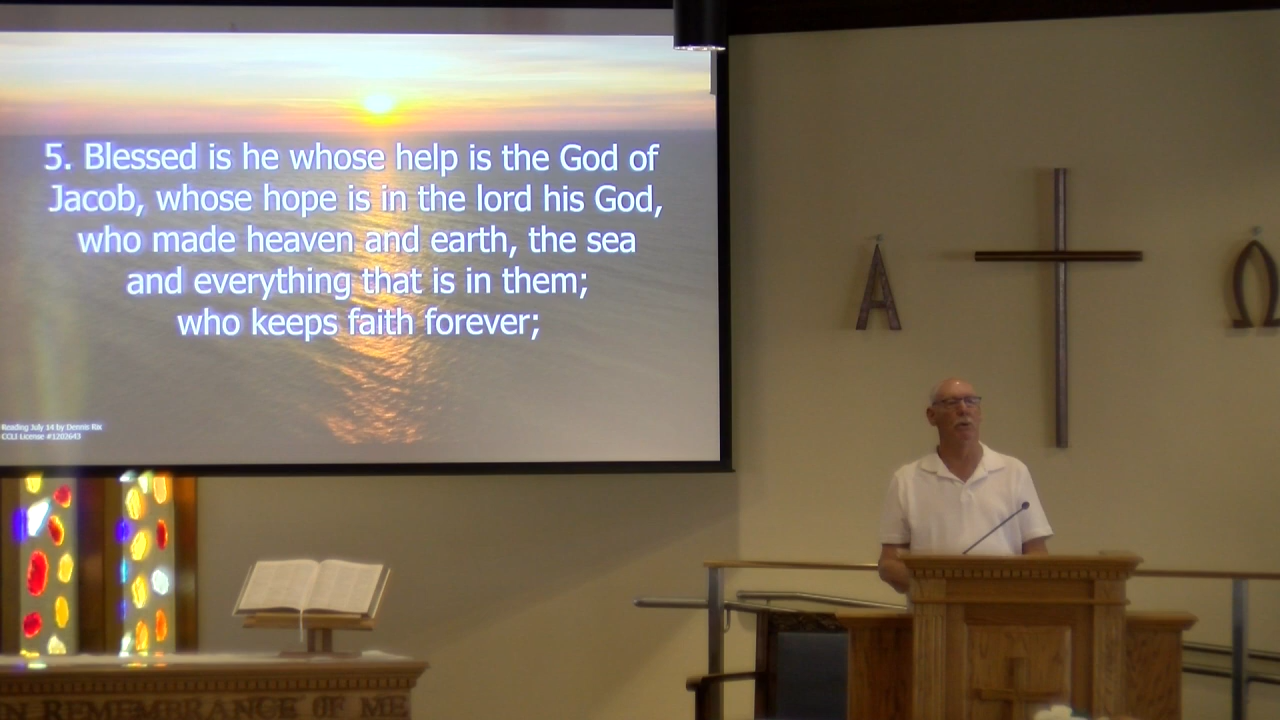 5. Blessed is he whose help is the God of
Jacob, whose hope is in the lord his God,
who made heaven and earth, the sea
and everything that is in them;
who keeps faith forever;
Reading July 14 by Dennis Rix
CCLI License #1202643
Α
Ω
IN REMEMBRANCE OF ME